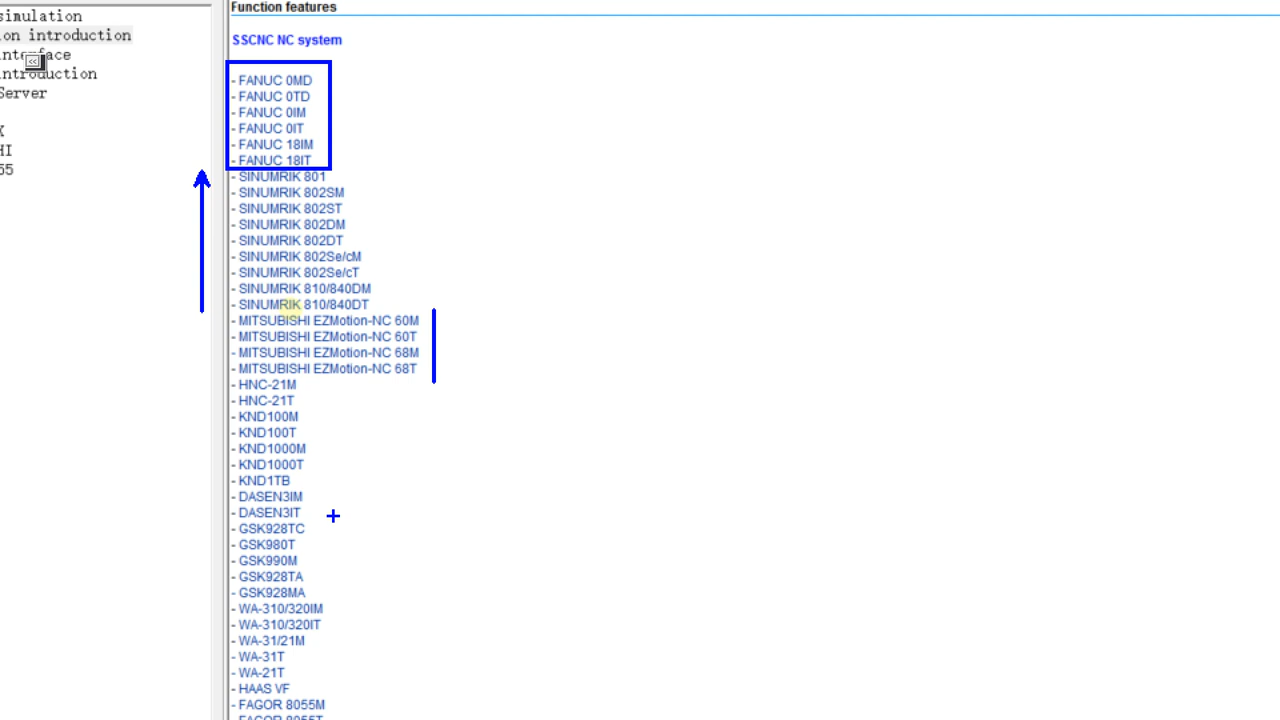 simulation
on introduction
interface
introduction
Server
HI
55
Function features
SSCNC NC system
- FANUC 0MD
- FANUC 0TD
- FANUC 0IM
- FANUC 0IT
- FANUC 18IM
- FANUC 18IT
- SINUMRIK 801
- SINUMRIK 802SM
- SINUMRIK 802ST
- SINUMRIK 802DM
- SINUMRIK 802DT
- SINUMRIK 802Se/cM
- SINUMRIK 802Se/cT
- SINUMRIK 810/840DM
- SINUMRIK 810/840DT
- MITSUBISHI EZMotion-NC 60M
- MITSUBISHI EZMotion-NC 60T
- MITSUBISHI EZMotion-NC 68M
- MITSUBISHI EZMotion-NC 68T
- HNC-21M
- HNC-21T
- KND100M
- KND100T
- KND1000M
- KND1000T
- KND1TB
- DASEN3IM
- DASEN3IT
- GSK928TC
- GSK980T
- GSK990M
- GSK928TA
- GSK928MA
- WA-310/320IM
- WA-310/320IT
- WA-31/21M
- WA-31T
- WA-21T
- HAAS VF
- FAGOR 8055M
- FAGOR 8055T